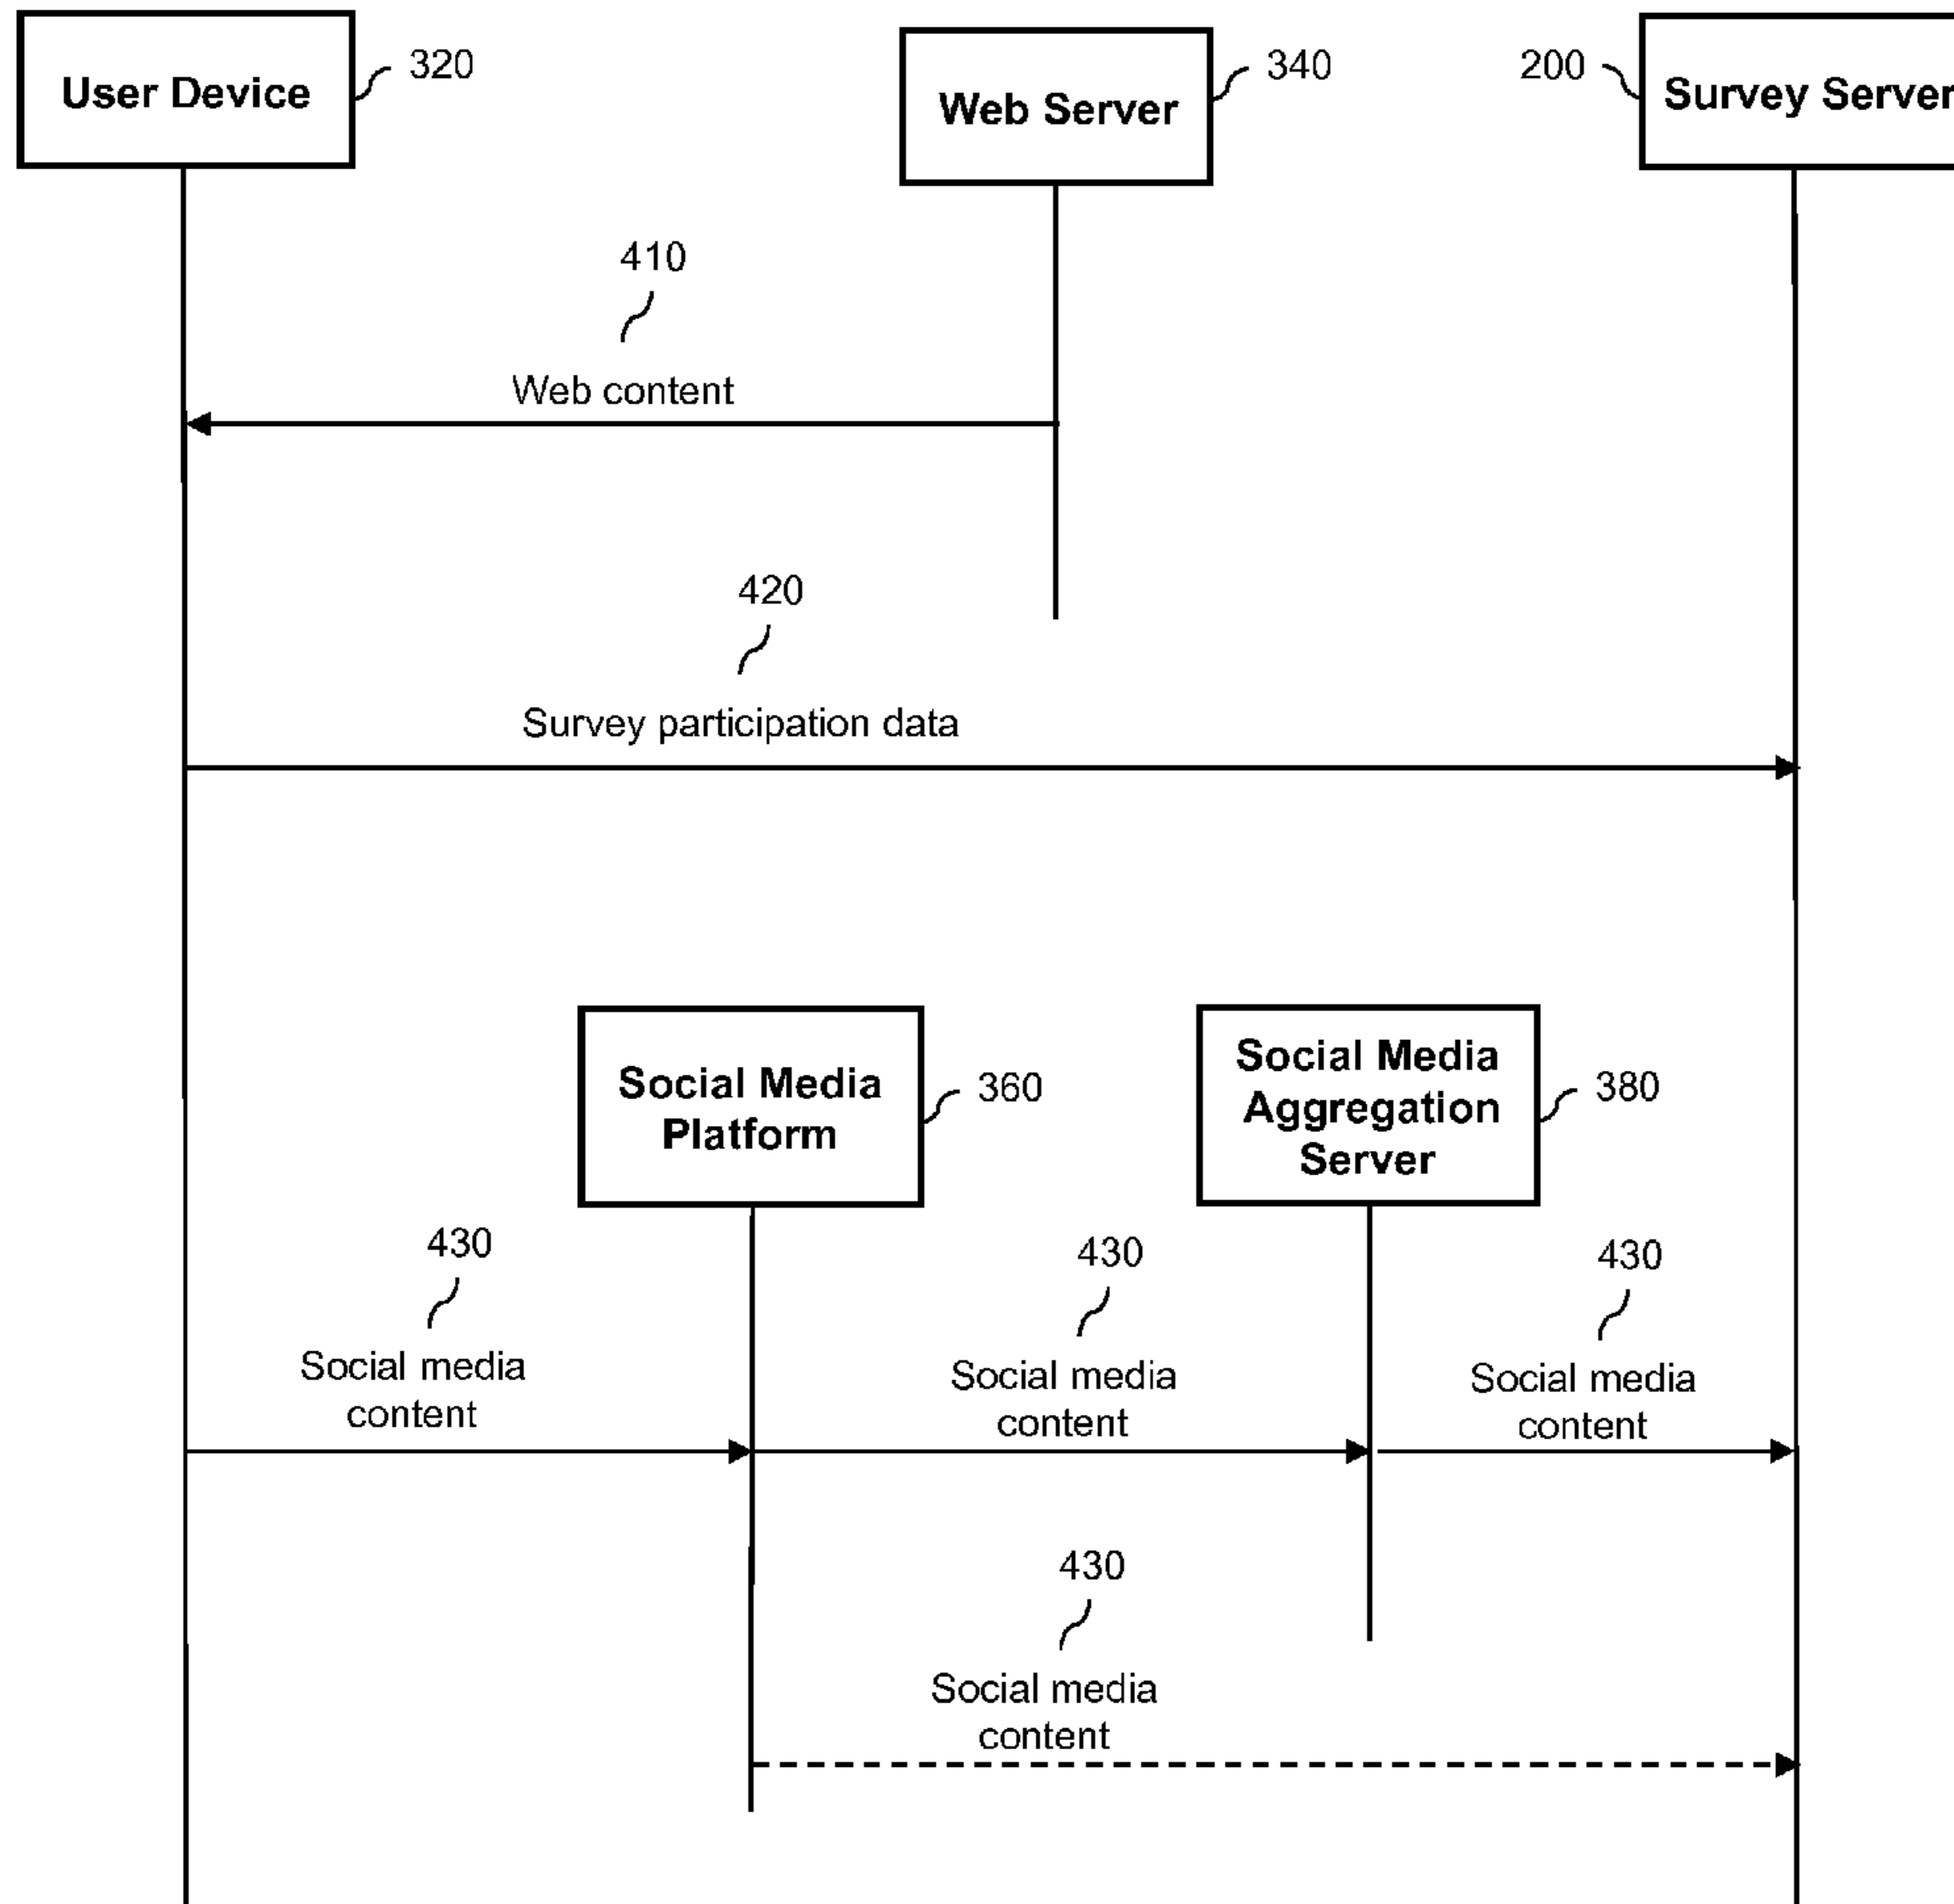 User Device
320
Web Server
340
200
Survey Server
410
Web content
420
Survey participation data
Social Media
Platform
360
Social Media
Aggregation
Server
380
430
Social media
content
430
Social media
content
430
Social media
content
430
Social media
content